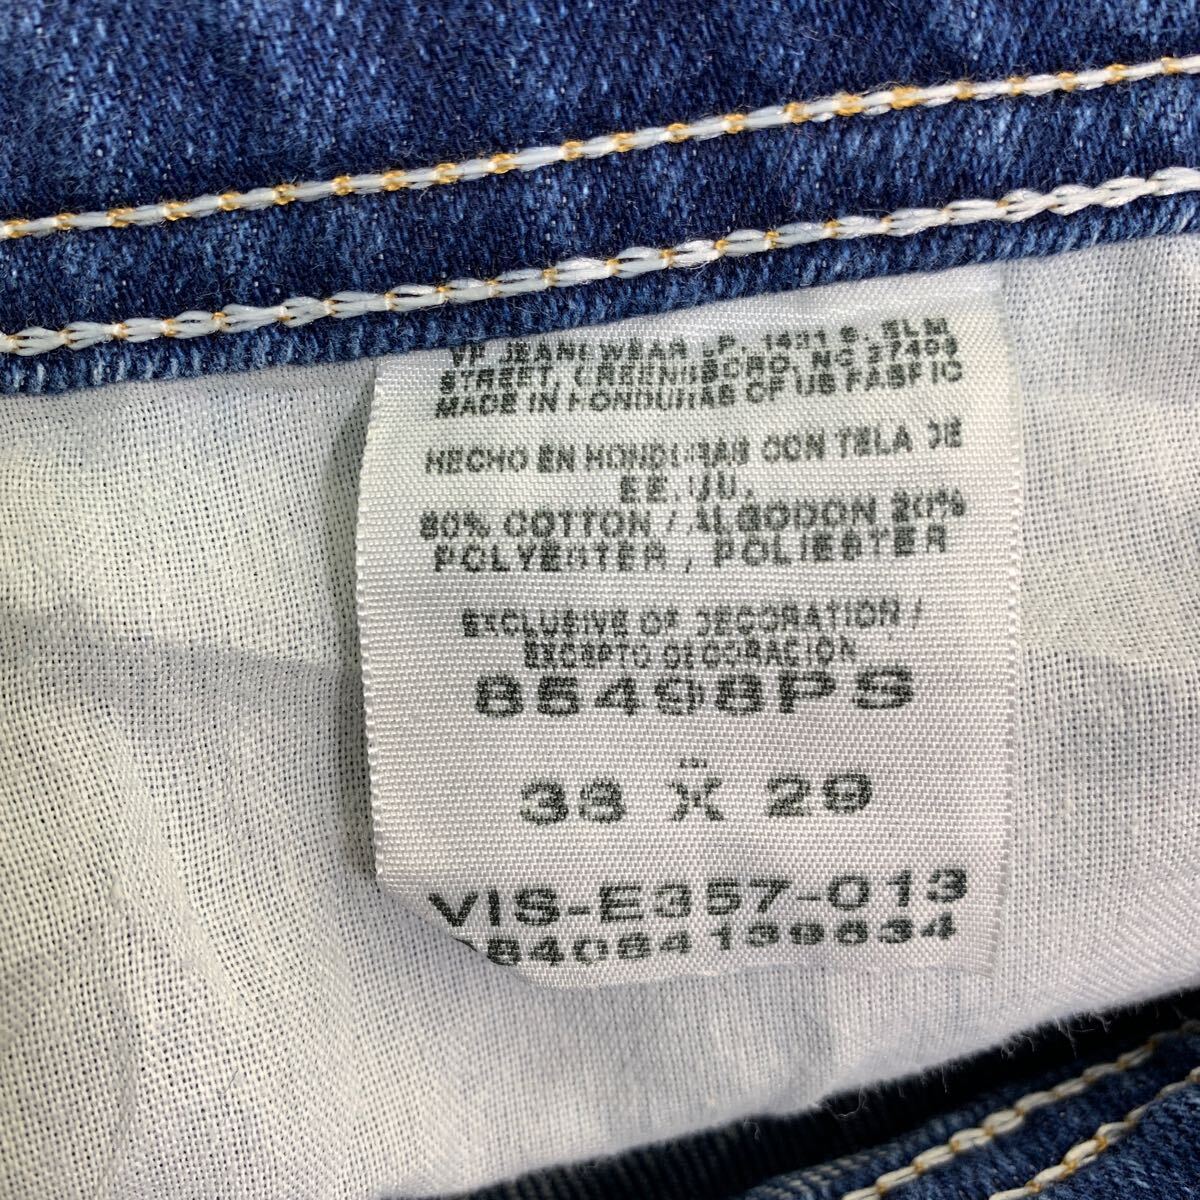 VF JEANSWEAR LP, 1421 S. ELM
STREET, GREENSBORO, NC 27406
MADE IN HONDURAS OF US FABRIC
HECHO EN HONDURAS CON TELA DE
EE.UU.
80% COTTON / ALGODON 20%
POLYESTER , POLIESTER
EXCLUSIVE OF DECORATION /
EXCEPTO DECORACION
38 X 29
VIS-E357-013